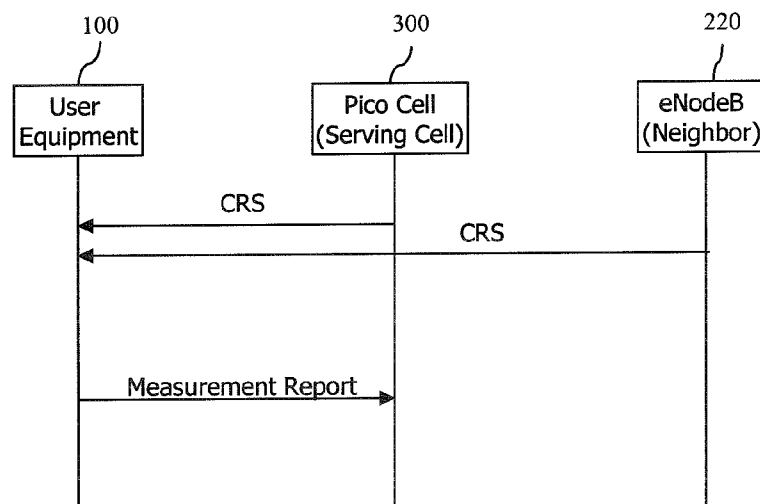 100
300
220
User
Equipment
Pico Cell
(Serving Cell)
eNodeB
(Neighbor)
CRS
CRS
Measurement Report